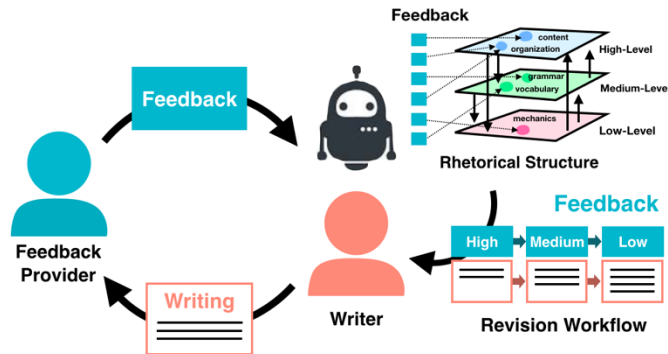 Feedback
content
organization
High-Level
Feedback
grammar
vocabulary
Medium-Leve
mechanics
Low-Level
Rhetorical Structure
Feedback
Provider
Feedback
High
Medium
Low
Writing
Writer
Revision Workflow